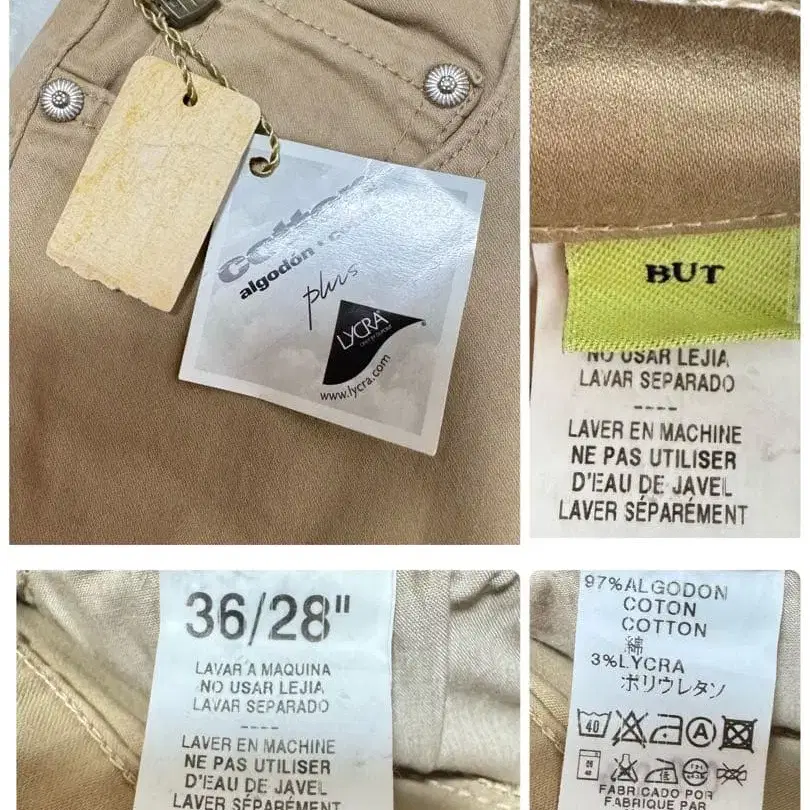 cotton
algodón • coton
plus
LYCRA
www.lycra.com
BUT
NO USAR LEJIA
LAVAR SEPARADO
----
LAVER EN MACHINE
NE PAS UTILISER
D'EAU DE JAVEL
LAVER SÉPARÉMENT
36/28"
LAVAR A MAQUINA
NO USAR LEJIA
LAVAR SEPARADO
----
LAVER EN MACHINE
NE PAS UTILISER
D'EAU DE JAVEL
LAVER SÉPARÉMENT
97%ALGODON
COTON
COTTON
綿
3%LYCRA
ポリウレタン
40 A
FABRICADO POR
FABRIQUE PAR